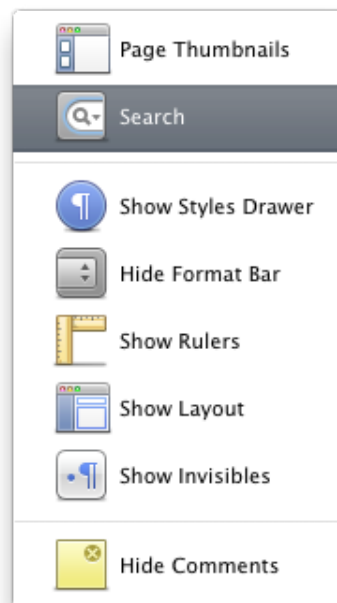 Page Thumbnails
Search
Show Styles Drawer
Hide Format Bar
Show Rulers
Show Layout
Show Invisibles
Hide Comments